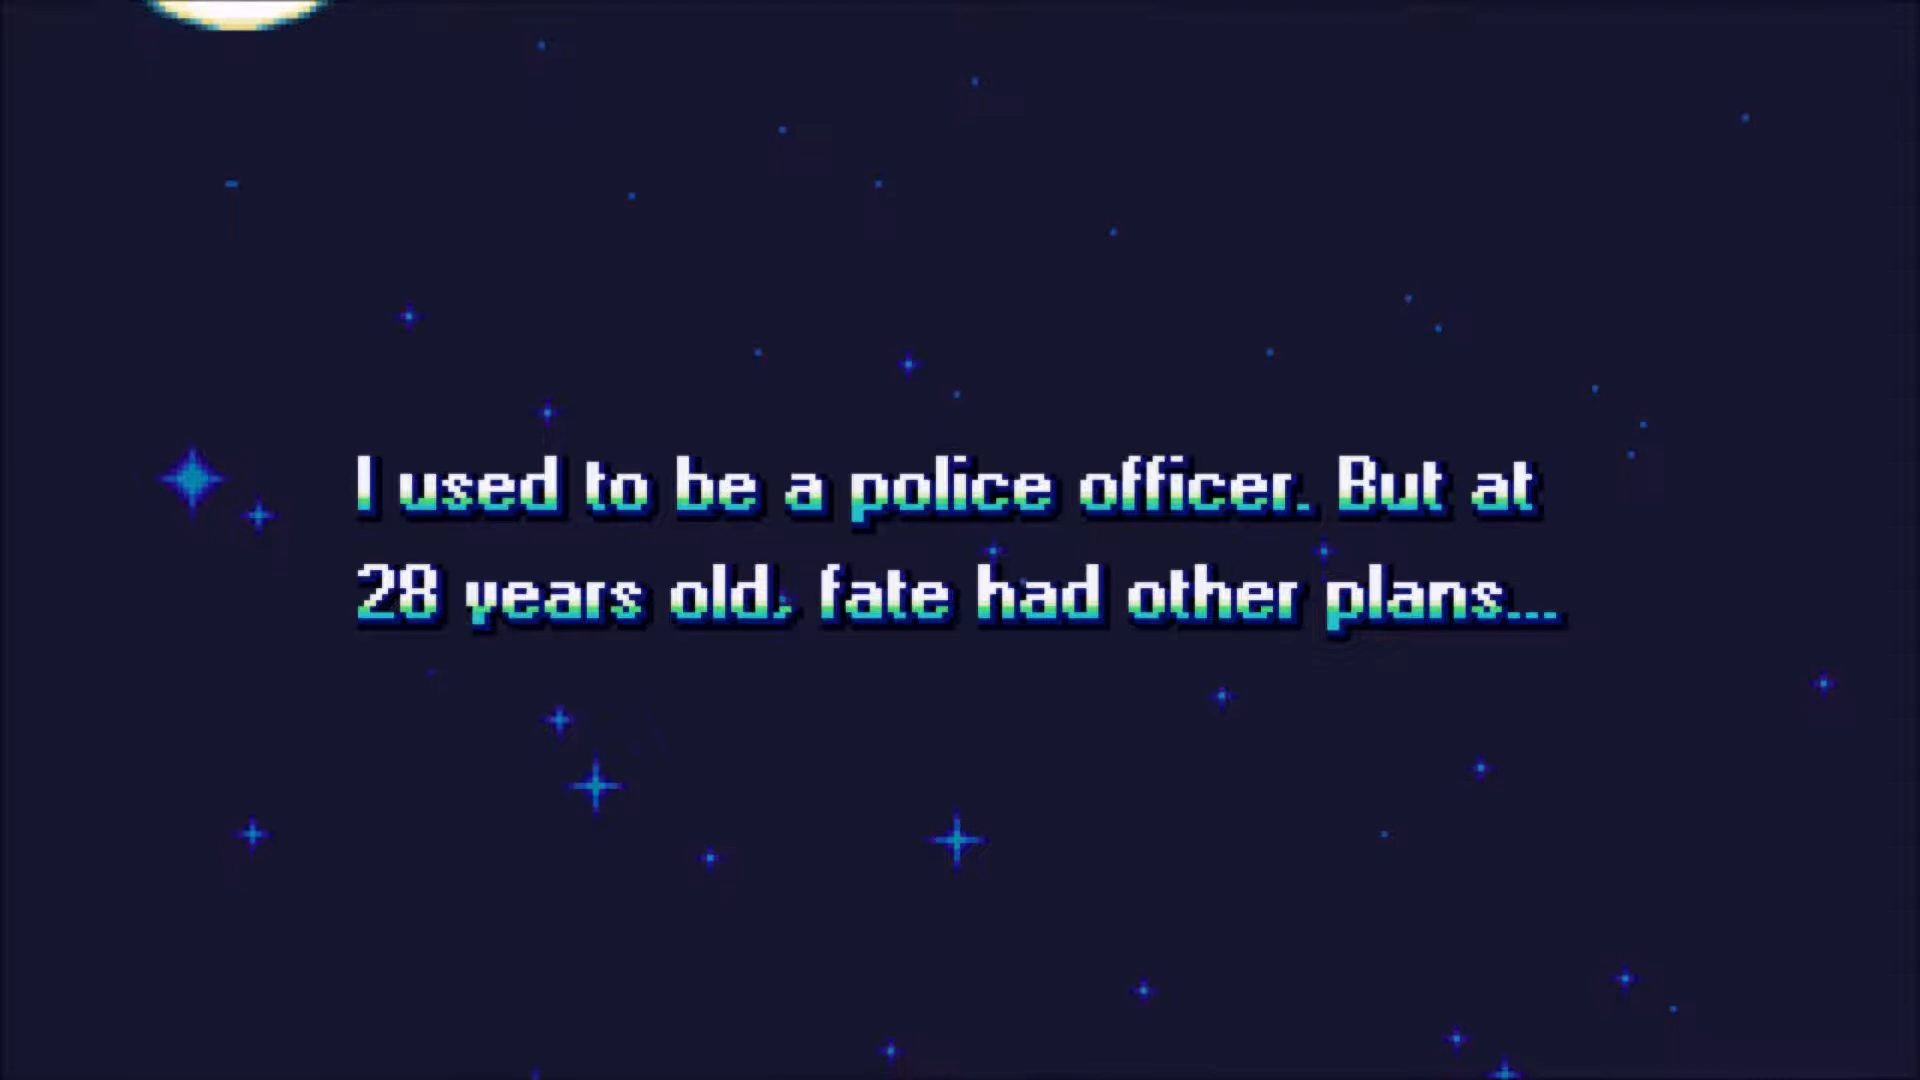 I used to be a police officer. But at
28 years old, fate had other plans...